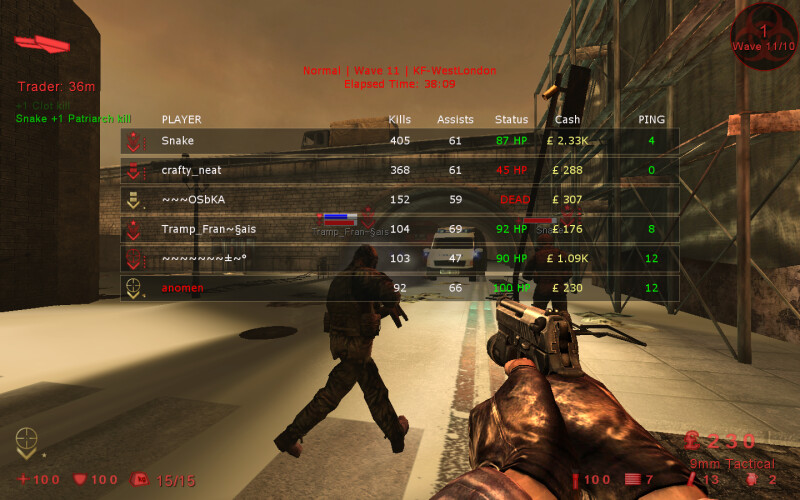 1
Wave 11/10
Trader: 36m
+1 Clot kill
Snake +1 Patriarch kill
Normal | Wave 11 | KF-WestLondon
Elapsed Time: 38:09
PLAYER Kills Assists Status Cash PING
Snake 405 61 87 HP £ 2.33K 4
crafty_neat 368 61 45 HP £ 288 0
~~~OSbKA 152 59 DEAD £ 307
Tramp_Fran~§ais 104 69 92 HP £ 176 8
Tramp_Fran~§ais
Snake
~~~~~~~±~° 103 47 90 HP £ 1.09K 12
anomen 92 66 100 HP £ 230 12
£ 230
9mm Tactical
100 100 15/15 100 7 13 2